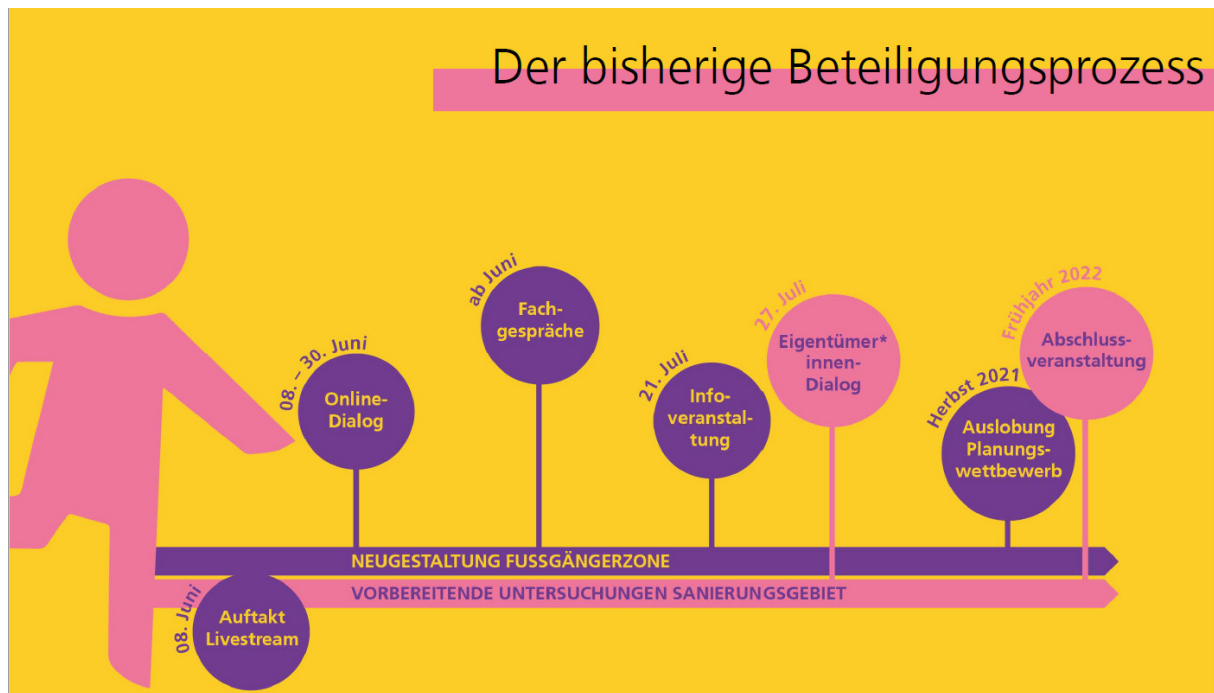 Der bisherige Beteiligungsprozess
08. – 30. Juni
Online-
Dialog
ab Juni
Fach-
gespräche
21. Juli
Info-
veranstal-
tung
27. Juli
Eigentümer*
innen-
Dialog
Herbst 2021
Auslobung
Planungs-
wettbewerb
Frühjahr 2022
Abschluss-
veranstaltung
NEUGESTALTUNG FUSSGÄNGERZONE
VORBEREITENDE UNTERSUCHUNGEN SANIERUNGSGEBIET
08. Juni
Auftakt
Livestream